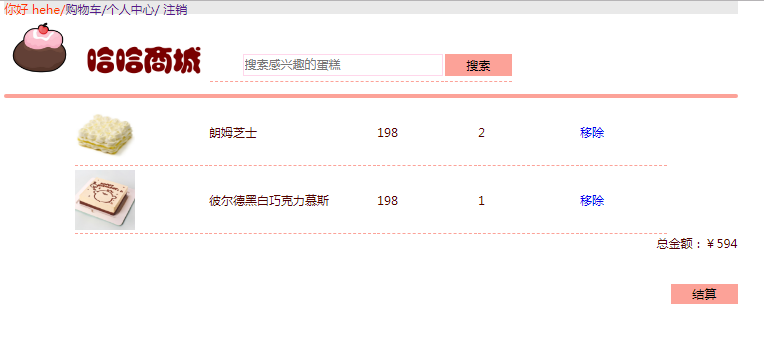 你好 hehe/购物车/个人中心/ 注销
哈哈商城
搜索感兴趣的蛋糕 搜索
朗姆芝士 198 2 移除
彼尔德黑白巧克力慕斯 198 1 移除
总金额：￥594
结算